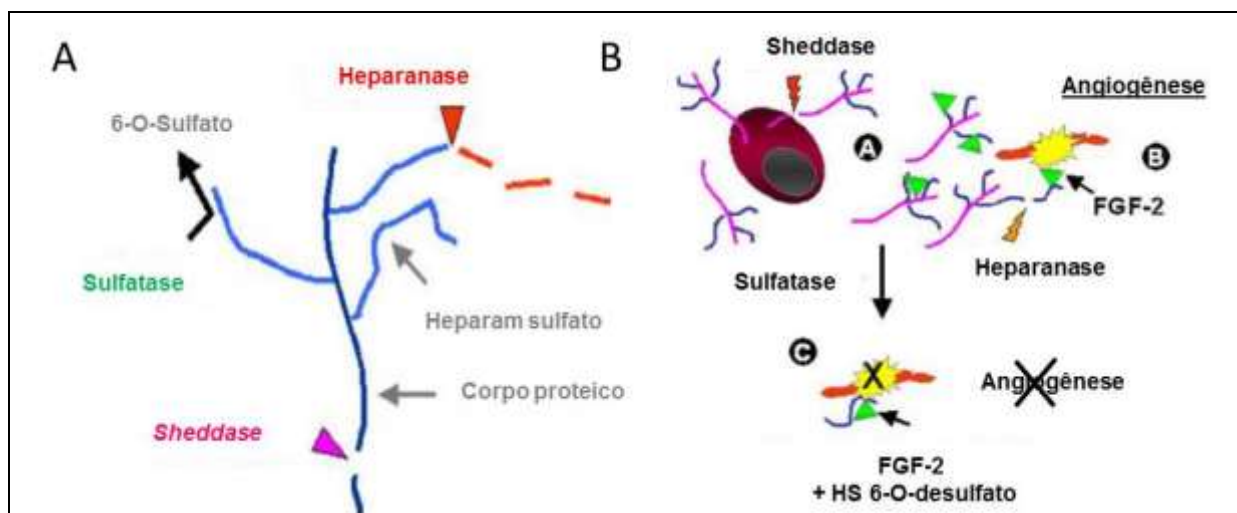 A
Heparanase
6-O-Sulfato
Sulfatase
Heparam sulfato
Corpo proteico
Sheddase
B
Sheddase
Angiogênese
A
B
FGF-2
Sulfatase
Heparanase
C
X
Angiogênese
FGF-2
+ HS 6-O-desulfato